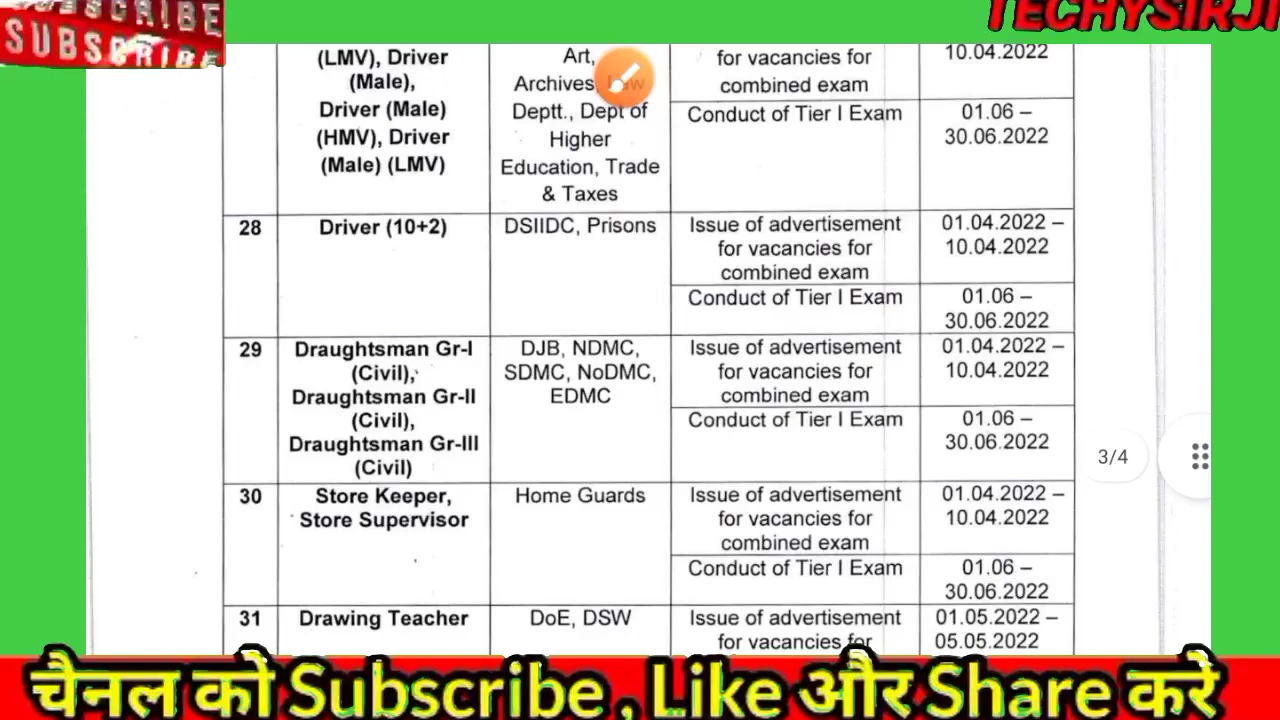 SUBSCRIBE
SUBSCRIBE
TECHYSIRJI
(LMV), Driver
(Male),
Driver (Male)
(HMV), Driver
(Male) (LMV)
Art,
Archives,
Deptt., Dept of
Higher
Education, Trade
& Taxes
for vacancies for
combined exam
10.04.2022
Conduct of Tier I Exam
01.06 –
30.06.2022
28
Driver (10+2)
DSIIDC, Prisons
Issue of advertisement
for vacancies for
combined exam
01.04.2022 –
10.04.2022
Conduct of Tier I Exam
01.06 –
30.06.2022
29
Draughtsman Gr-I
(Civil),
Draughtsman Gr-II
(Civil),
Draughtsman Gr-III
(Civil)
DJB, NDMC,
SDMC, NoDMC,
EDMC
Issue of advertisement
for vacancies for
combined exam
01.04.2022 –
10.04.2022
Conduct of Tier I Exam
01.06 –
30.06.2022
3/4
30
Store Keeper,
Store Supervisor
Home Guards
Issue of advertisement
for vacancies for
combined exam
01.04.2022 –
10.04.2022
Conduct of Tier I Exam
01.06 –
30.06.2022
31
Drawing Teacher
DoE, DSW
Issue of advertisement
for vacancies for
01.05.2022 –
05.05.2022
चैनल को Subscribe , Like और Share करे